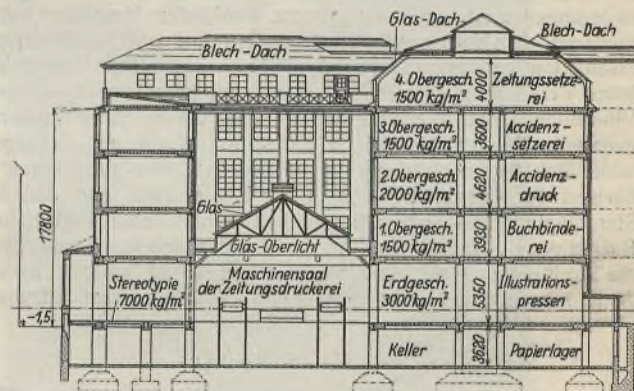 Glas-Dach
Blech-Dach
Blech-Dach
4. Obergesch.
1500 kg/m²
4000
Zeitungssetze-
rei
3. Obergesch.
1500 kg/m²
3600
Accidenz-
setzerei
2. Obergesch.
2000 kg/m²
4620
Accidenz-
druck
Glas
Glas-Oberlicht
1. Obergesch.
1500 kg/m²
3930
Buchbinde-
rei
17800
Stereotypie
7000 kg/m²
Maschinensaal
der Zeitungsdruckerei
Erdgesch.
3000 kg/m²
5350
Illustrations-
pressen
-1,5
Keller
3620
Papierlager